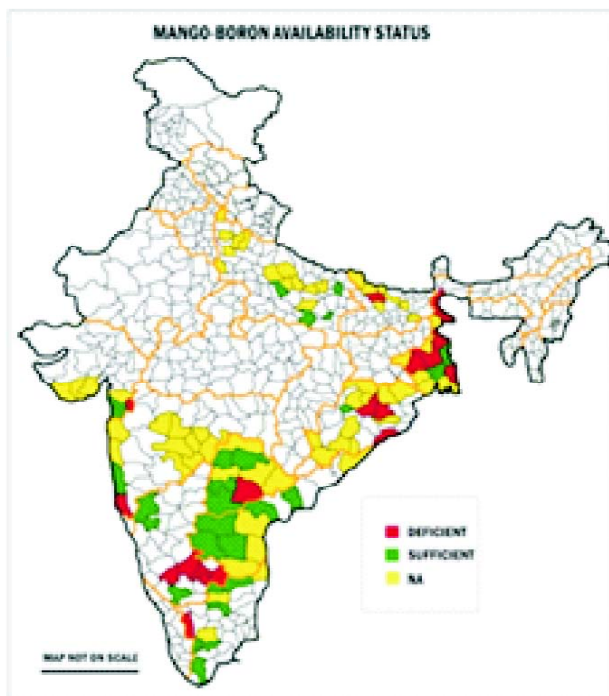 MANGO-BORON AVAILABILITY STATUS
DEFICIENT
SUFFICIENT
NA
MAP NOT ON SCALE